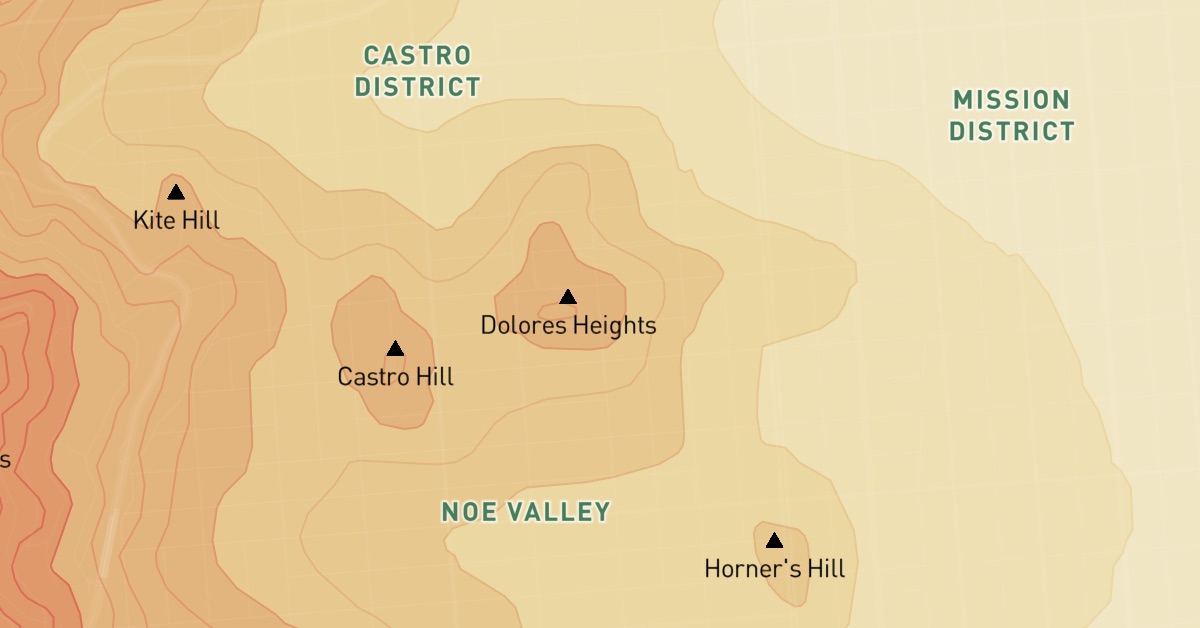 CASTRO
DISTRICT
MISSION
DISTRICT
Kite Hill
Dolores Heights
Castro Hill
s
NOE VALLEY
Horner's Hill